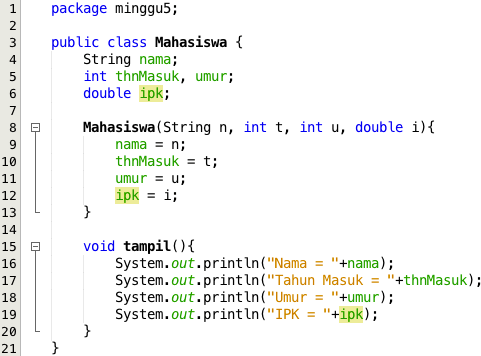 1 package minggu5;
2
3 public class Mahasiswa {
4     String nama;
5     int thnMasuk, umur;
6     double ipk;
7
8     Mahasiswa(String n, int t, int u, double i){
9         nama = n;
10         thnMasuk = t;
11         umur = u;
12         ipk = i;
13     }
14
15     void tampil(){
16         System.out.println("Nama = "+nama);
17         System.out.println("Tahun Masuk = "+thnMasuk);
18         System.out.println("Umur = "+umur);
19         System.out.println("IPK = "+ipk);
20     }
21 }